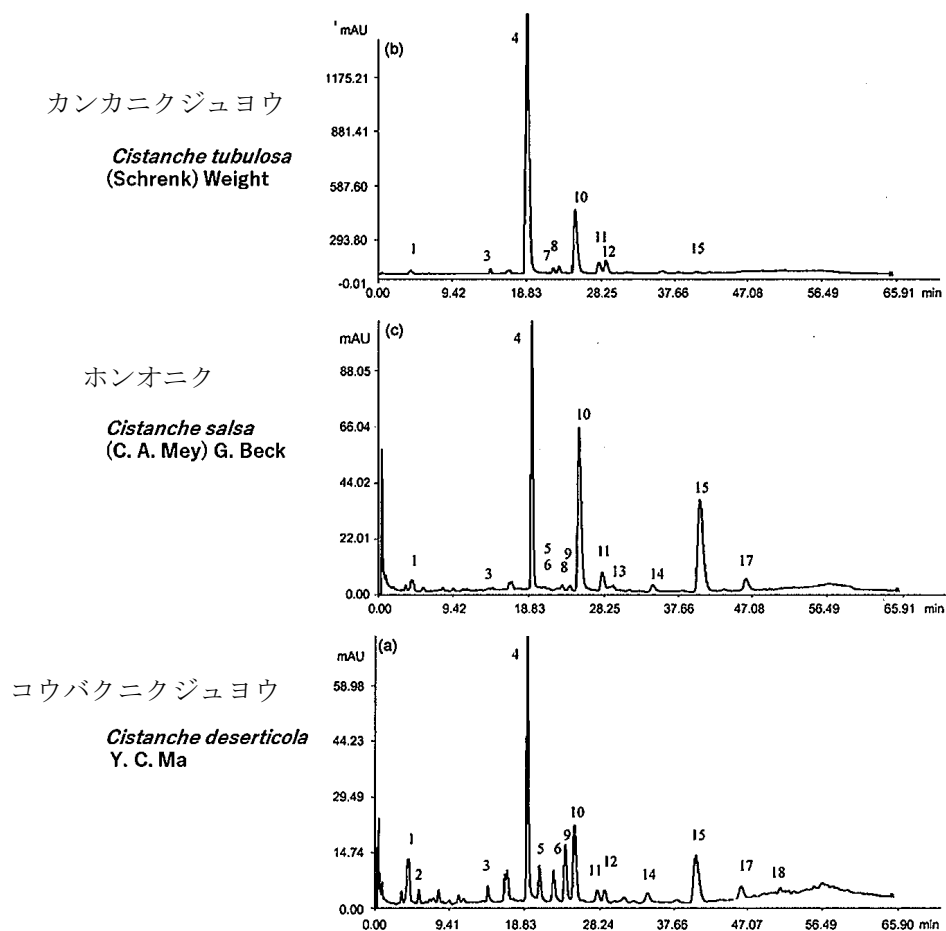 mAU
(b)
4
1175.21
カンカニクジュヨウ
881.41
Cistanche tubulosa
(Schrenk) Weight
587.60
10
293.80
1 3 7 8 11 12 15
-0.01
0.00 9.42 18.83 28.25 37.66 47.08 56.49 65.91 min
mAU
(c)
4
88.05
ホンオニク
10
66.04
Cistanche salsa
(C. A. Mey) G. Beck
44.02
15
22.01
1 3 5 6 9 8 11 13 14 17
0.00
0.00 9.42 18.83 28.25 37.66 47.08 56.49 65.91 min
mAU
(a)
4
58.98
コウバクニクジュヨウ
Cistanche deserticola
Y. C. Ma
44.23
29.49
10
14.74
1 2 3 5 6 9 11 12 14 15 17 18
0.00
0.00 9.41 18.83 28.24 37.66 47.07 56.49 65.90 min